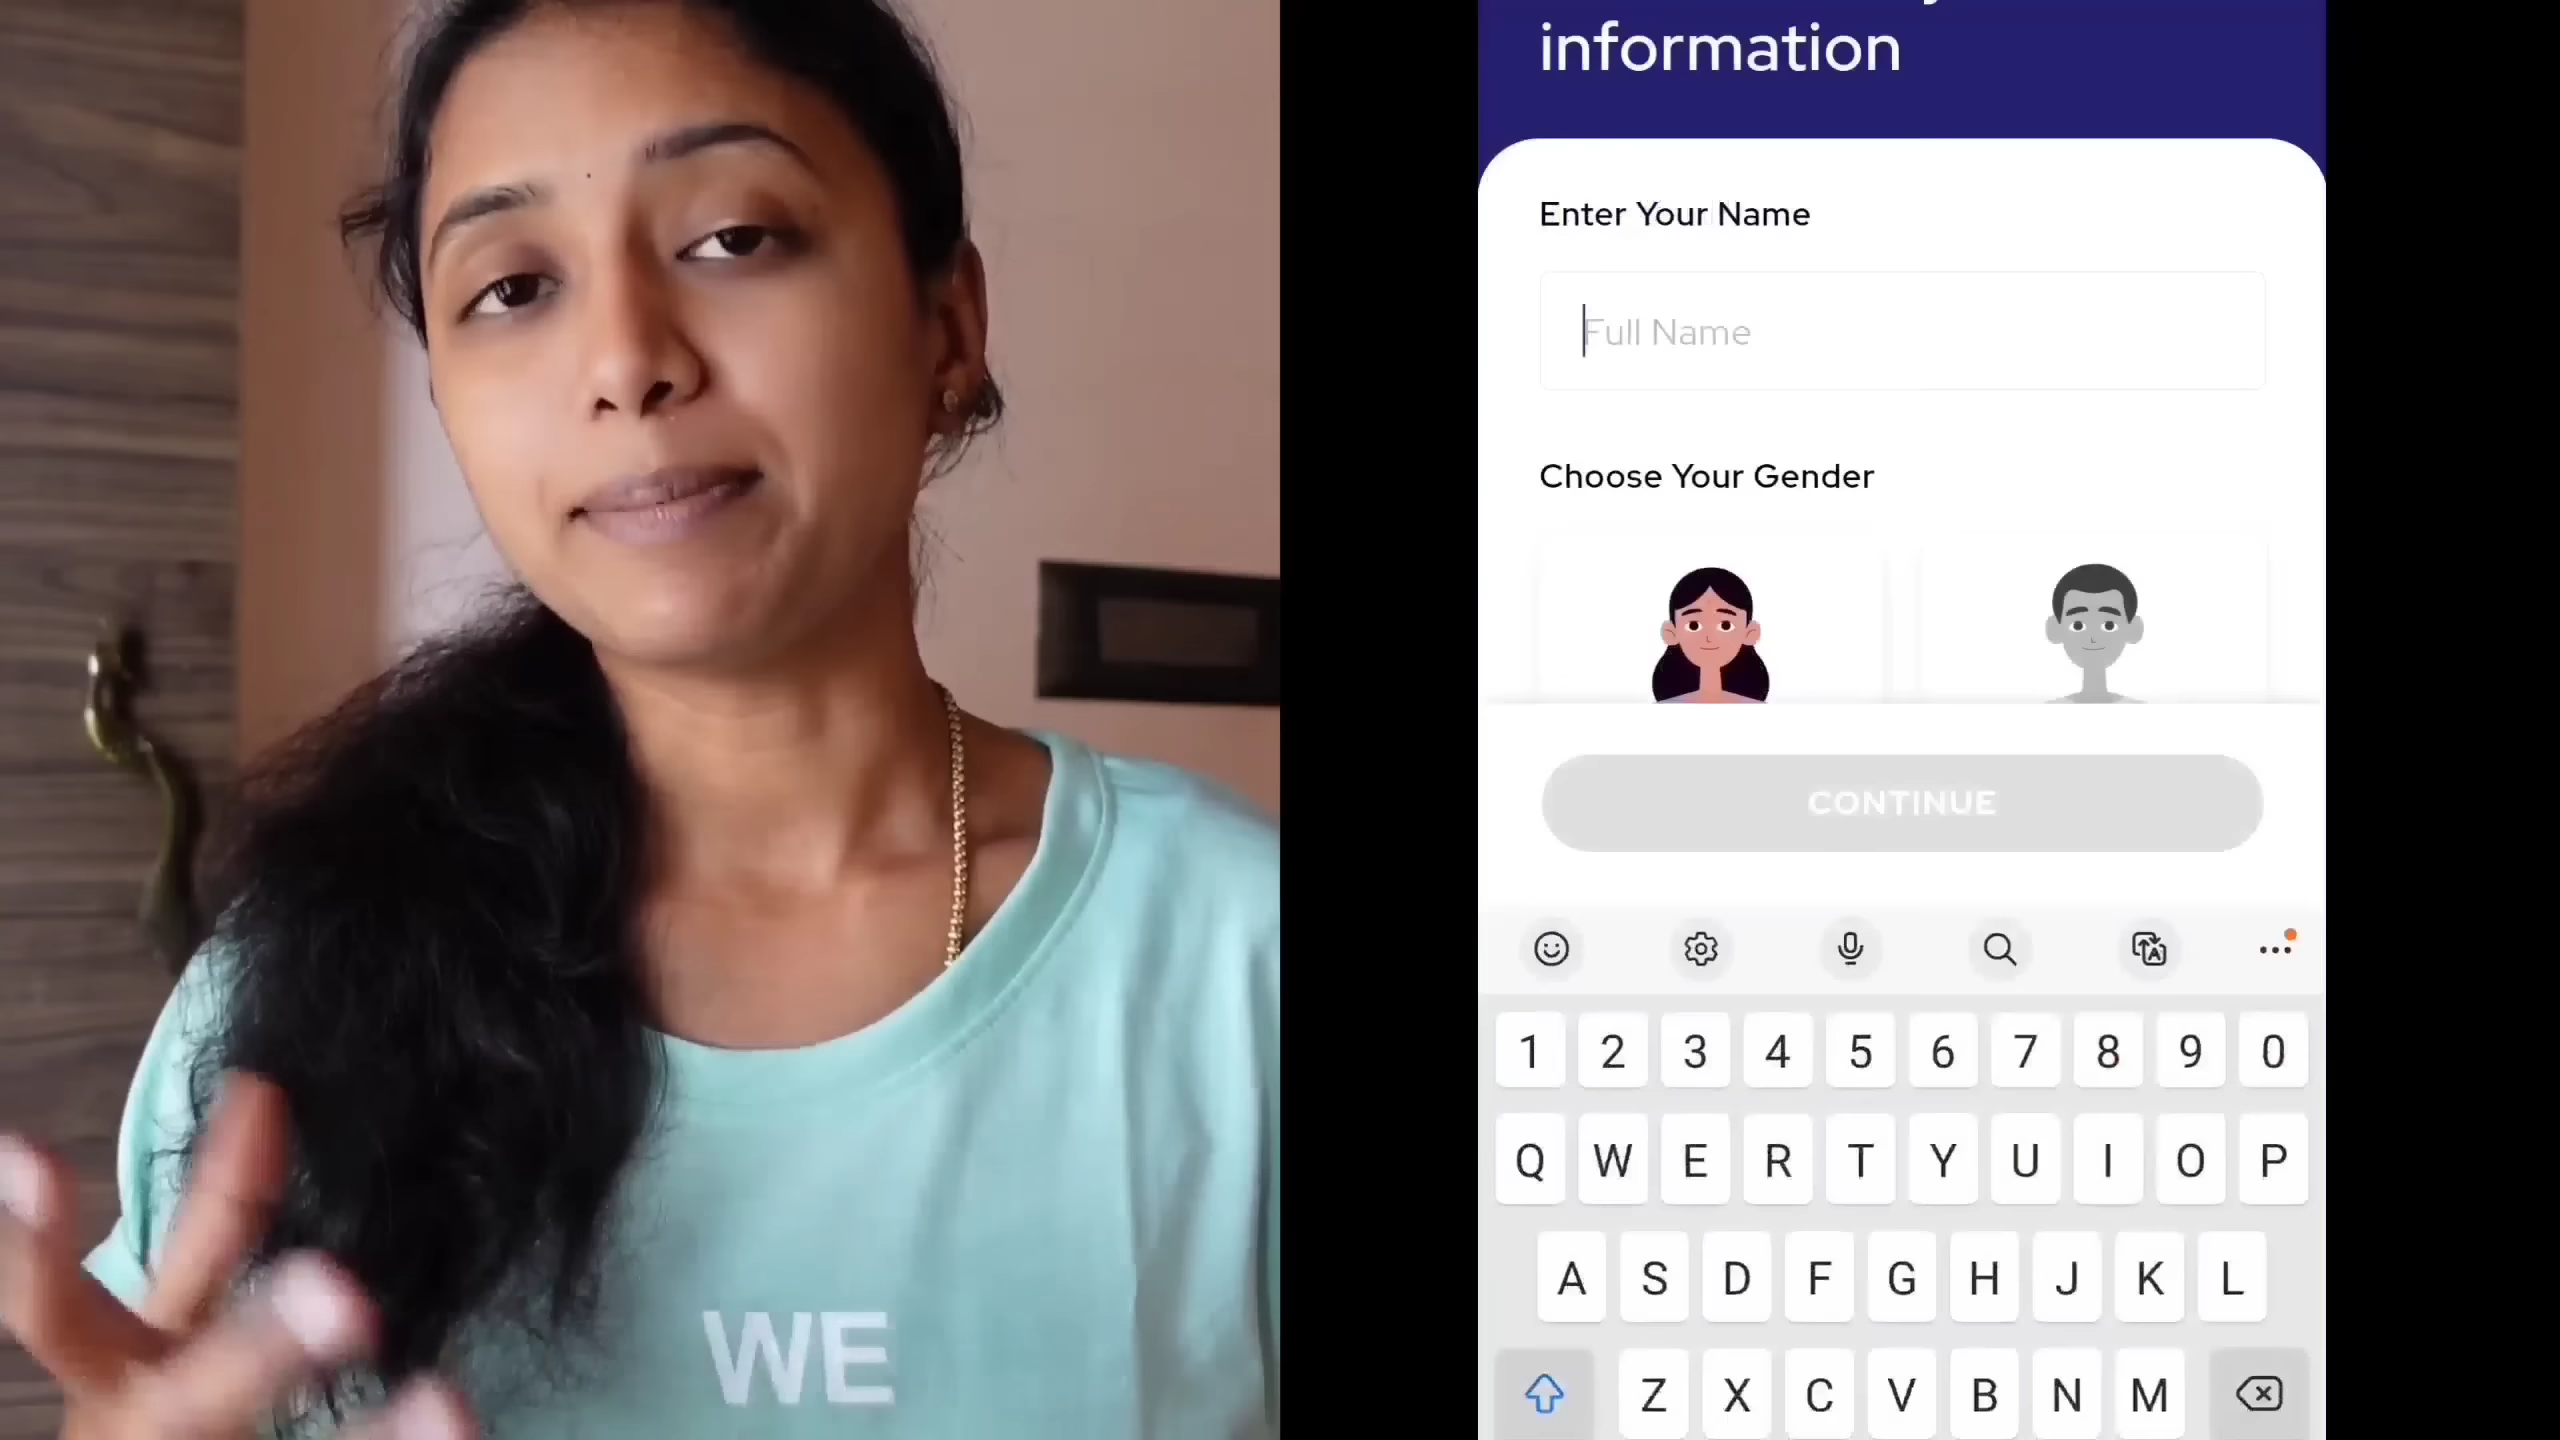 WE
information
Enter Your Name
Full Name
Choose Your Gender
CONTINUE
1 2 3 4 5 6 7 8 9 0
Q W E R T Y U I O P
A S D F G H J K L
Z X C V B N M